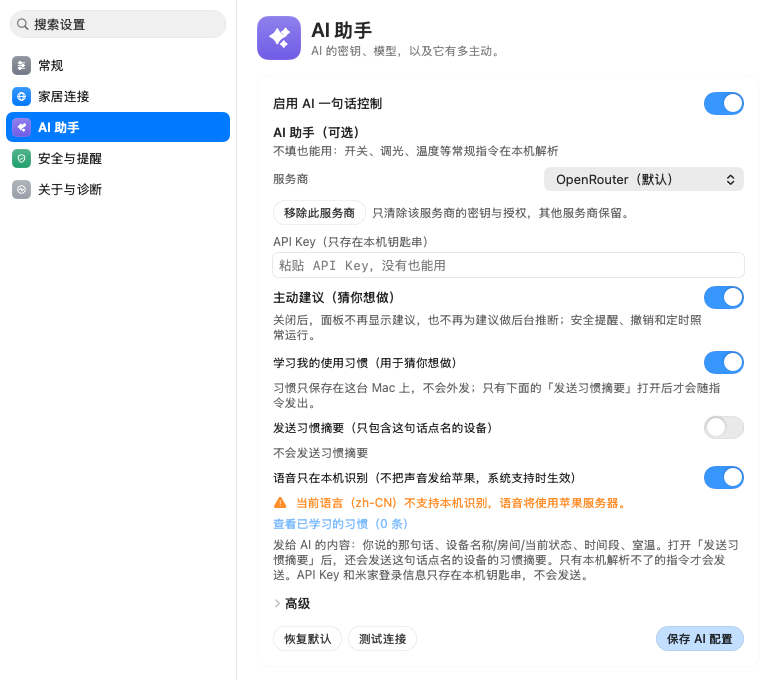 搜索设置
常规
家居连接
AI 助手
安全与提醒
关于与诊断
AI 助手
AI 的密钥、模型，以及它有多主动。
启用 AI 一句话控制
AI 助手（可选）
不填也能用：开关、调光、温度等常规指令在本机解析
服务商
OpenRouter（默认）
移除此服务商 只清除该服务商的密钥与授权，其他服务商保留。
API Key（只存在本机钥匙串）
粘贴 API Key，没有也能用
主动建议（猜你想做）
关闭后，面板不再显示建议，也不再为建议做后台推断；安全提醒、撤销和定时照
常运行。
学习我的使用习惯（用于猜你想做）
习惯只保存在这台 Mac 上，不会外发；只有下面的「发送习惯摘要」打开后才会随指
令发出。
发送习惯摘要（只包含这句话点名的设备）
不会发送习惯摘要
语音只在本机识别（不把声音发给苹果，系统支持时生效）
当前语言（zh-CN）不支持本机识别，语音将使用苹果服务器。
查看已学习的习惯（0 条）
发给 AI 的内容：你说的那句话、设备名称/房间/当前状态、时间段、室温。打开「发送习
惯摘要」后，还会发送这句话点名的设备的习惯摘要。只有本机解析不了的指令才会发
送。API Key 和米家登录信息只存在本机钥匙串，不会发送。
高级
恢复默认 测试连接 保存 AI 配置